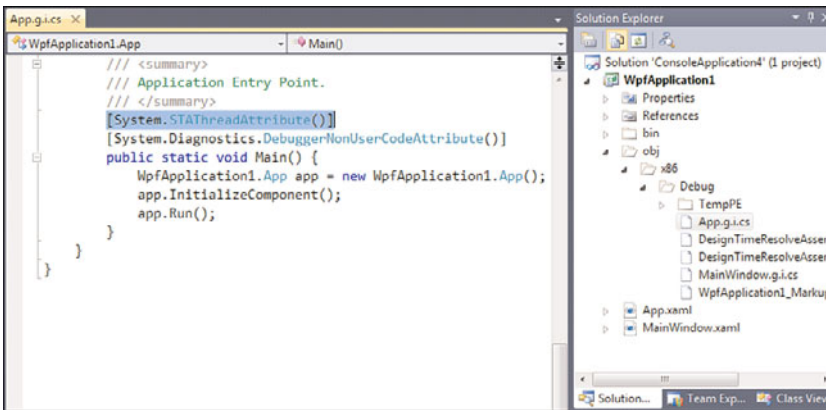 App.g.i.cs
WpfApplication1.App
Main()
/// <summary>
/// Application Entry Point.
/// </summary>
[System.STAThreadAttribute()]
[System.Diagnostics.DebuggerNonUserCodeAttribute()]
public static void Main() {
WpfApplication1.App app = new WpfApplication1.App();
app.InitializeComponent();
app.Run();
}
}
}
Solution Explorer
Solution 'ConsoleApplication4' (1 project)
WpfApplication1
Properties
References
bin
obj
x86
Debug
TempPE
App.g.i.cs
DesignTimeResolveAsser
DesignTimeResolveAsser
MainWindow.g.i.cs
WpfApplication1_Marku
App.xaml
MainWindow.xaml
Solution... Team Exp... Class View